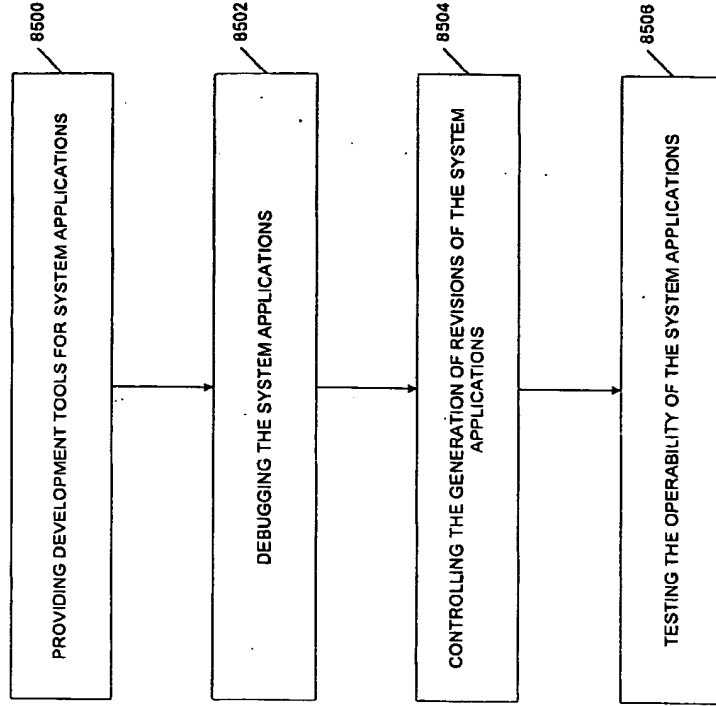 8500
PROVIDING DEVELOPMENT TOOLS FOR SYSTEM APPLICATIONS
8502
DEBUGGING THE SYSTEM APPLICATIONS
8504
CONTROLLING THE GENERATION OF REVISIONS OF THE SYSTEM
APPLICATIONS
8506
TESTING THE OPERABILITY OF THE SYSTEM APPLICATIONS